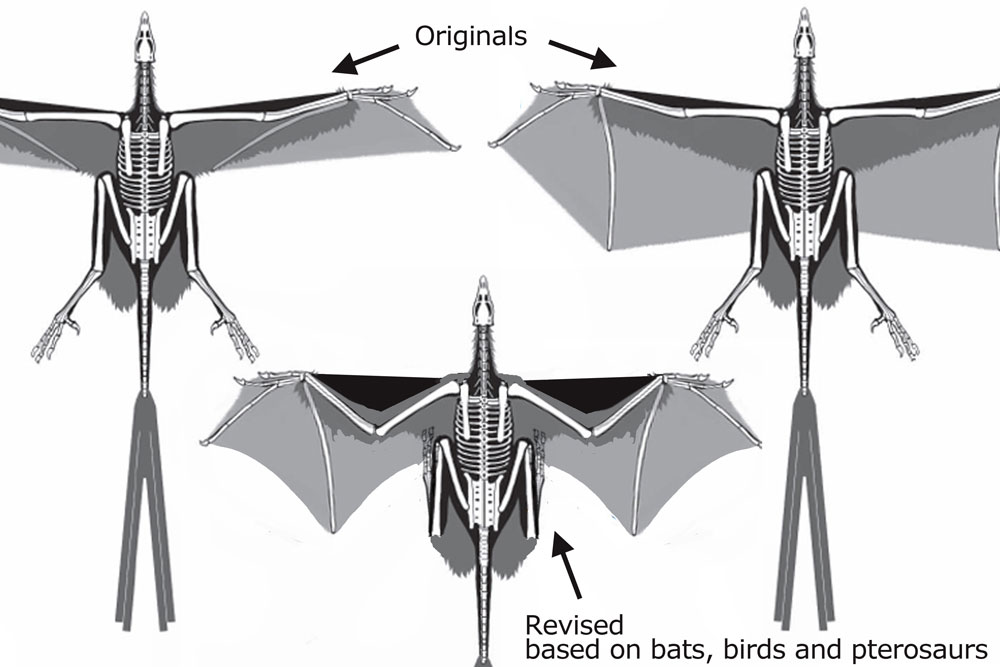 Originals
Revised
based on bats, birds and pterosaurs